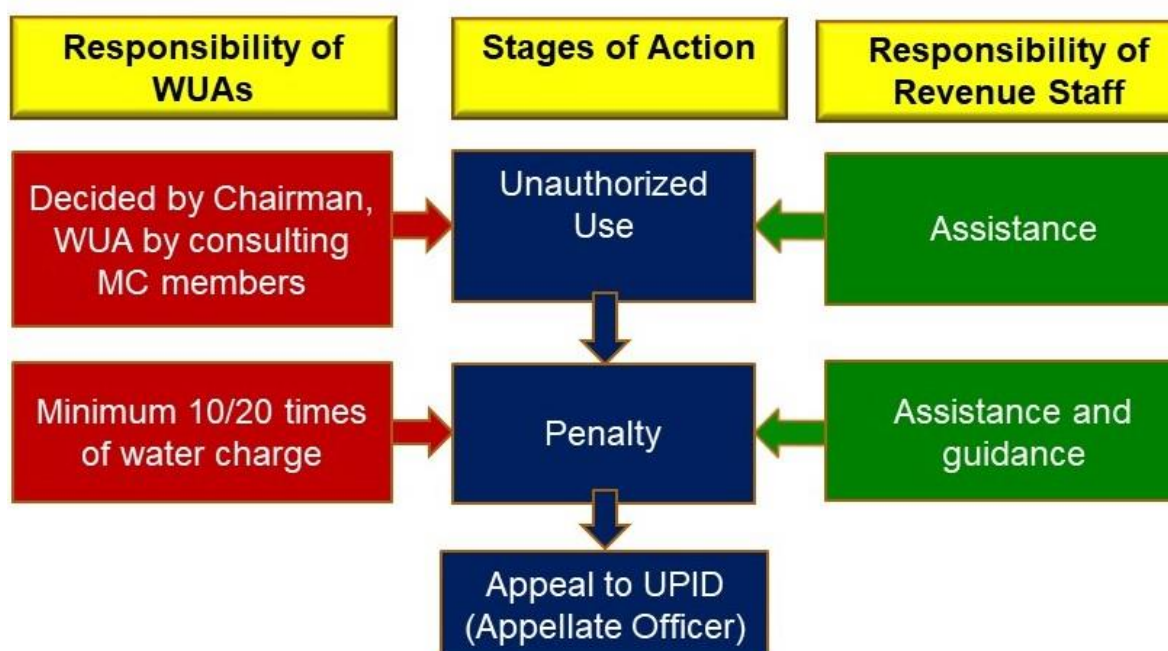 Responsibility of
WUAs
Stages of Action
Responsibility of
Revenue Staff
Decided by Chairman,
WUA by consulting
MC members
Unauthorized
Use
Assistance
Minimum 10/20 times
of water charge
Penalty
Assistance and
guidance
Appeal to UPID
(Appellate Officer)